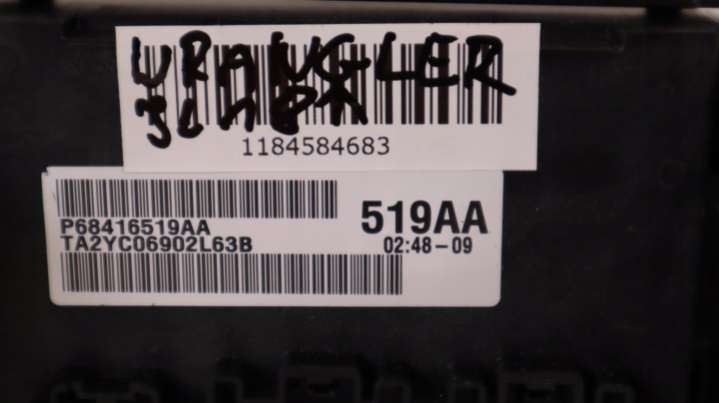 WRANGLER
1184584683
P68416519AA
519AA
TA2YC06902L63B
02:48-09